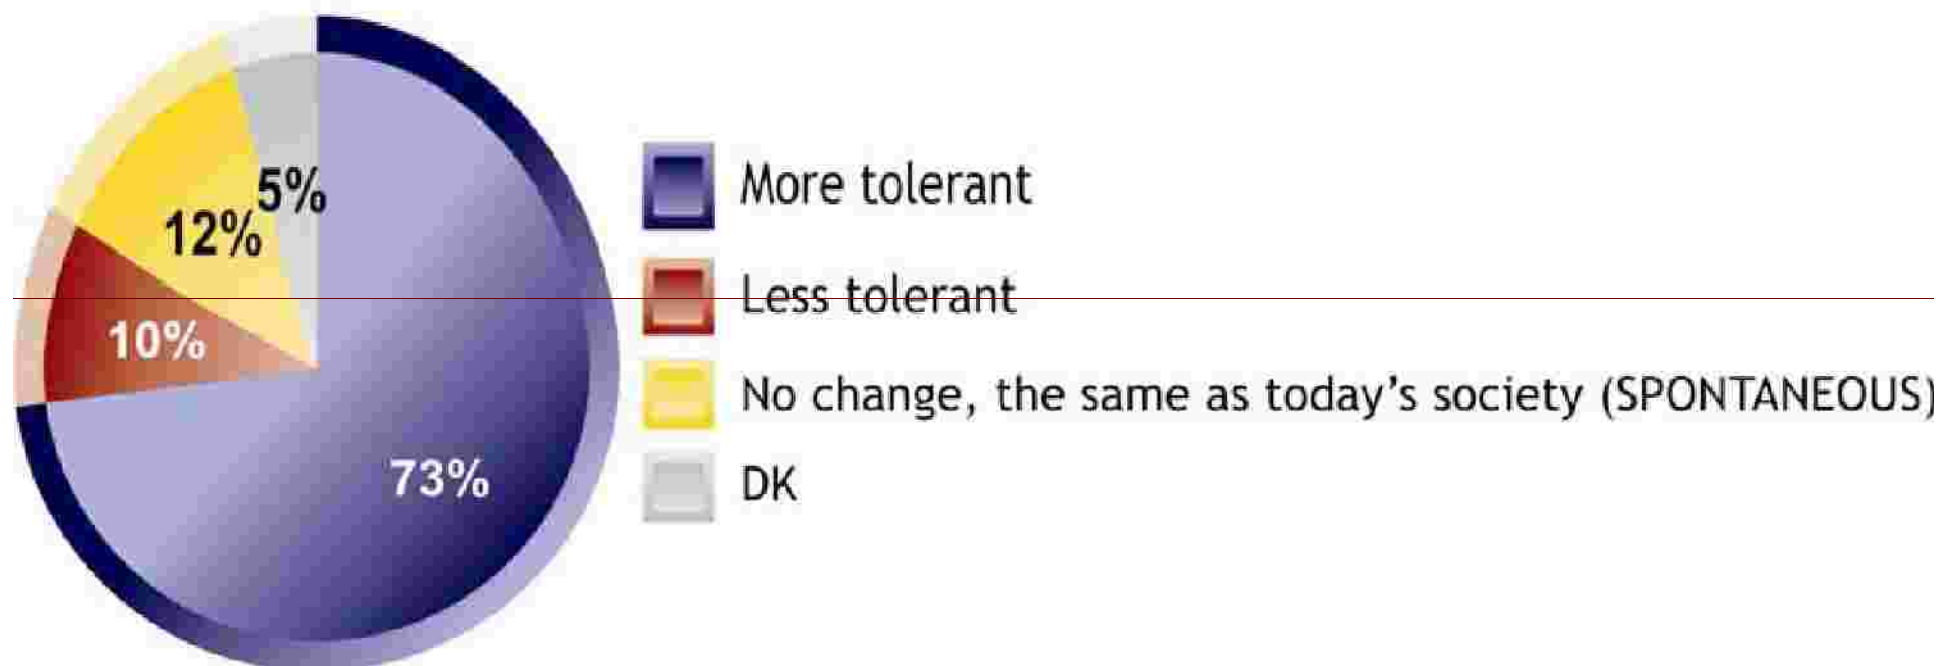 5%
12%
10%
73%
More tolerant
Less tolerant
No change, the same as today’s society (SPONTANEOUS)
DK